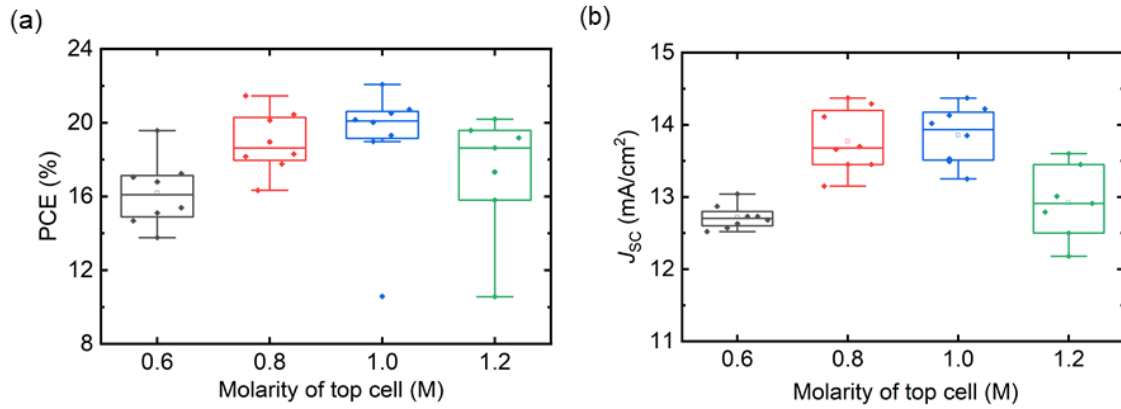 (a)
24
20
16
12
8
PCE (%)
0.6 0.8 1.0 1.2
Molarity of top cell (M)
(b)
15
14
13
12
11
JSC (mA/cm²)
0.6 0.8 1.0 1.2
Molarity of top cell (M)